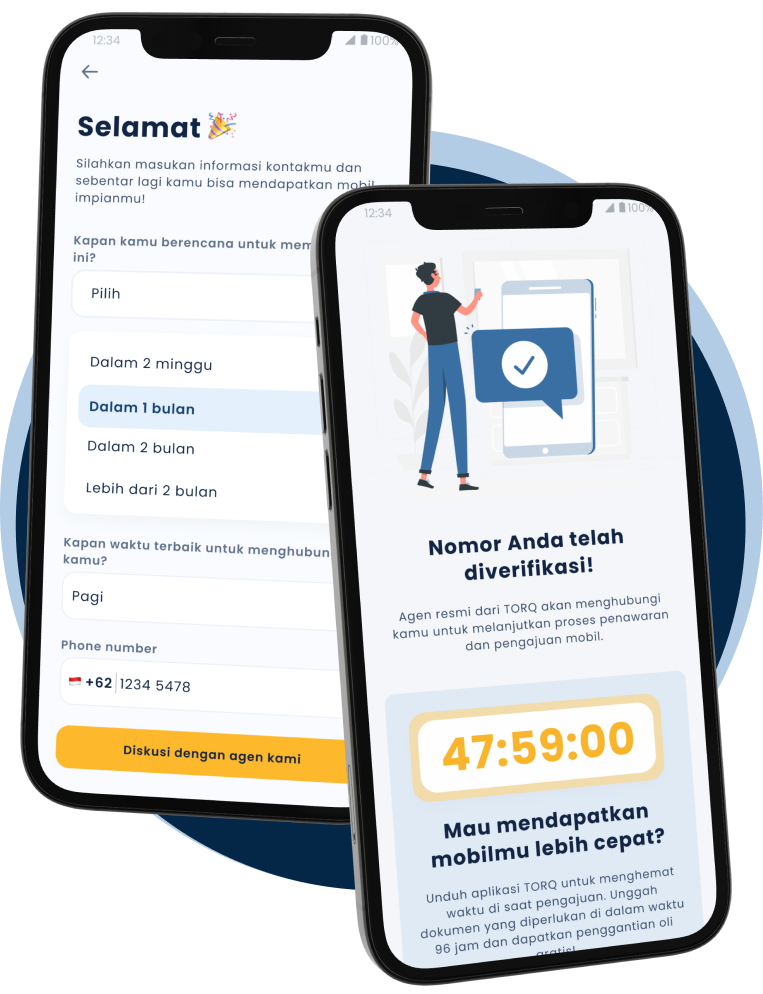 12:34
100%
Selamat
Silahkan masukan informasi kontakmu dan
sebentar lagi kamu bisa mendapatkan mobil
impianmu!
Kapan kamu berencana untuk mem
ini?
Pilih
Dalam 2 minggu
Dalam 1 bulan
Dalam 2 bulan
Lebih dari 2 bulan
Kapan waktu terbaik untuk menghubun
kamu?
Pagi
Phone number
+62 1234 5478
Diskusi dengan agen kami
12:34
100%
Nomor Anda telah
diverifikasi!
Agen resmi dari TORQ akan menghubungi
kamu untuk melanjutkan proses penawaran
dan pengajuan mobil.
47:59:00
Mau mendapatkan
mobilmu lebih cepat?
Unduh aplikasi TORQ untuk menghemat
waktu di saat pengajuan. Unggah
dokumen yang diperlukan di dalam waktu
96 jam dan dapatkan penggantian oli
gratis!